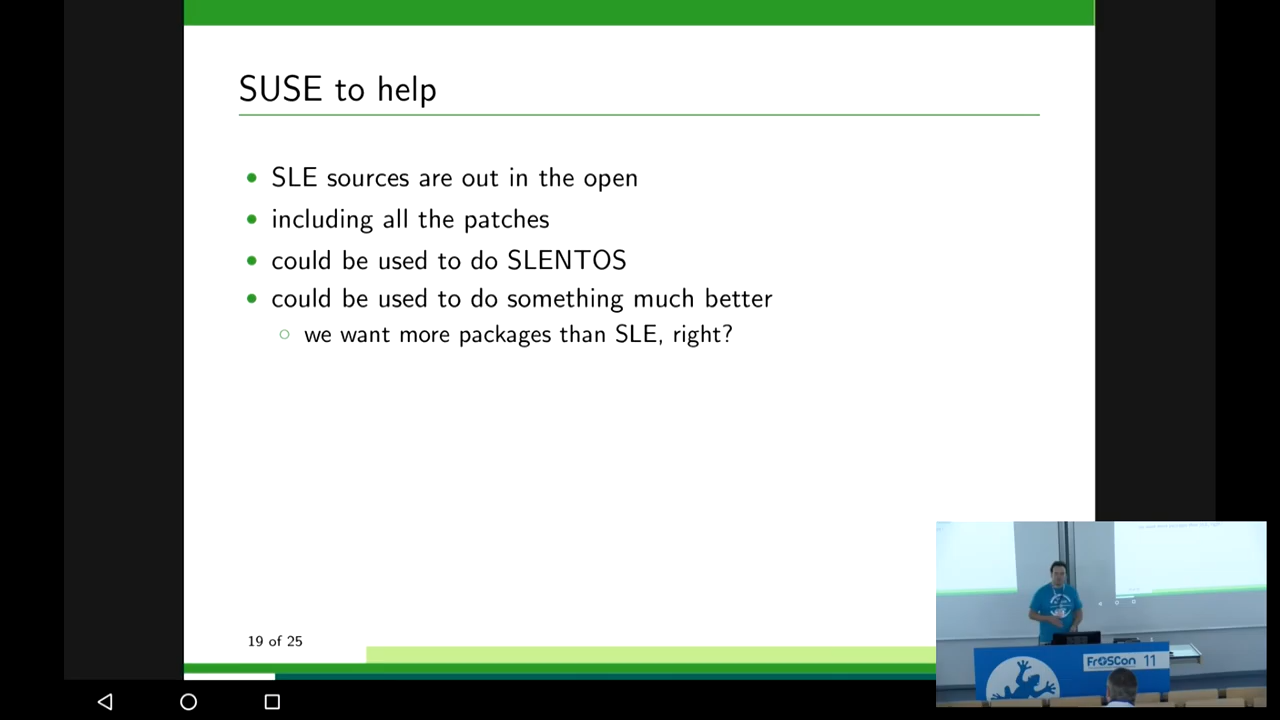 SUSE to help
SLE sources are out in the open
including all the patches
could be used to do SLENTOS
could be used to do something much better
we want more packages than SLE, right?
19 of 25
FrOSCon 11